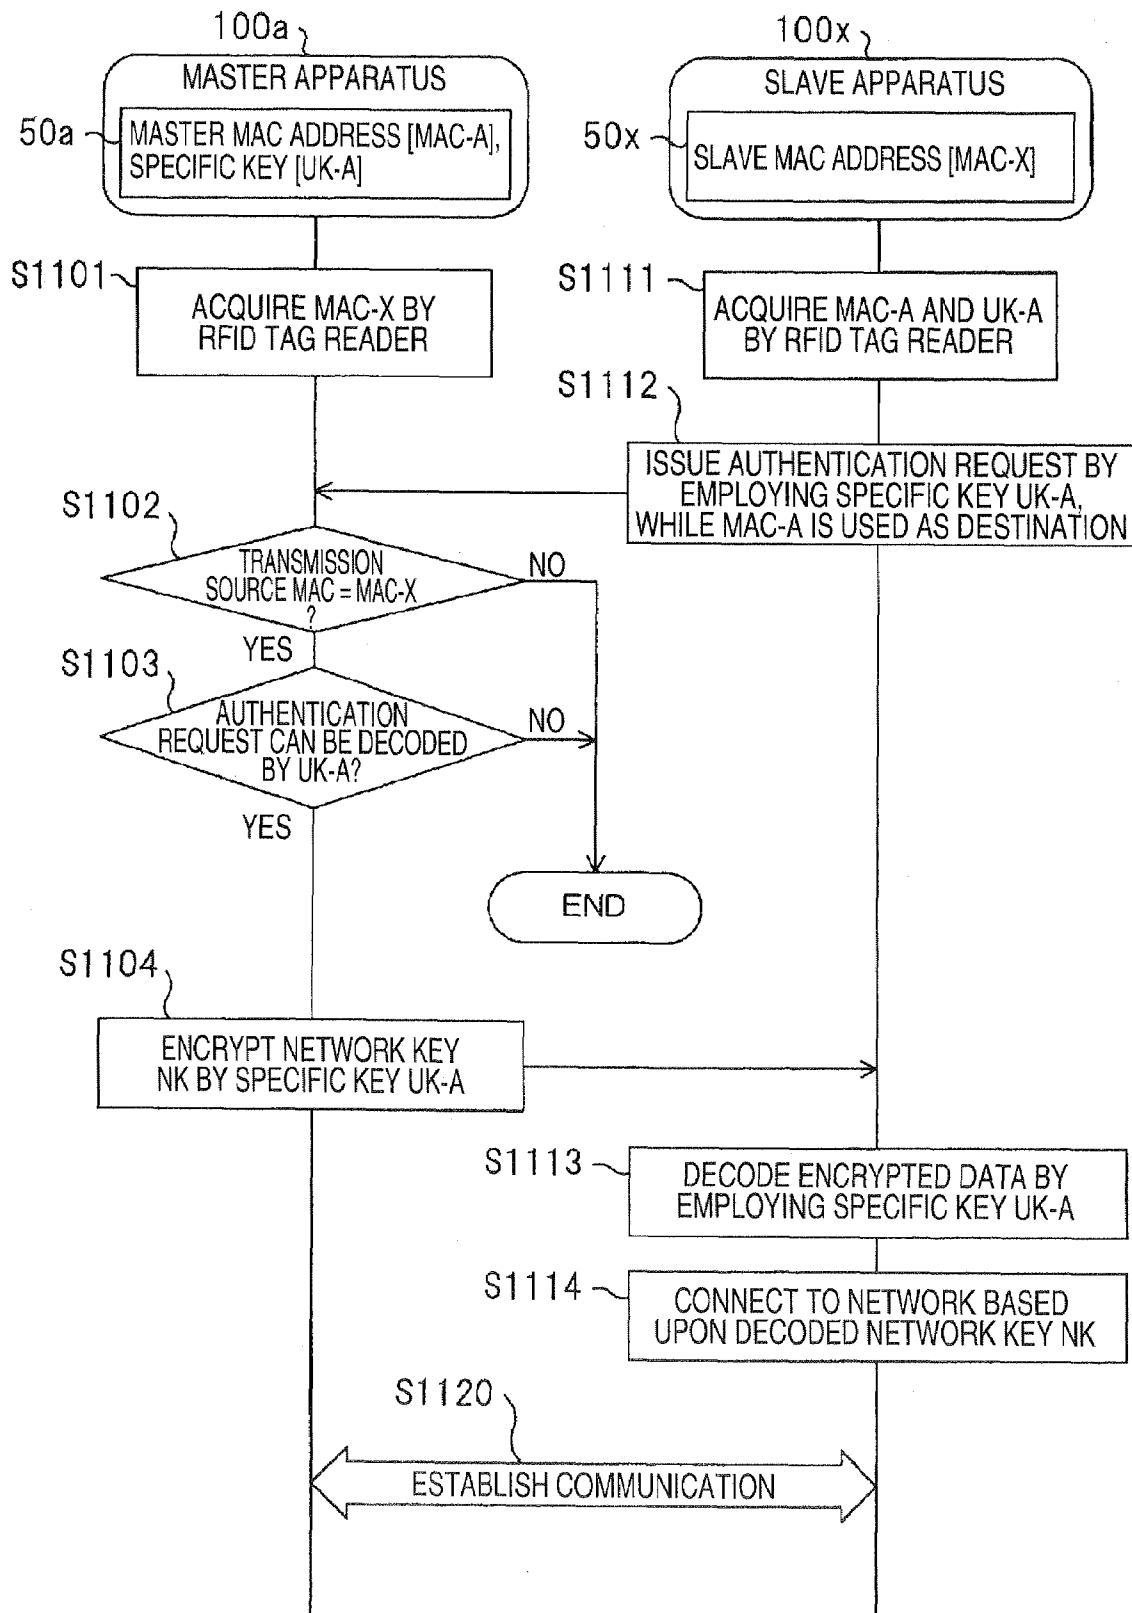 100a
MASTER APPARATUS
50a
MASTER MAC ADDRESS [MAC-A],
SPECIFIC KEY [UK-A]
100x
SLAVE APPARATUS
50x
SLAVE MAC ADDRESS [MAC-X]
S1101
ACQUIRE MAC-X BY
RFID TAG READER
S1111
ACQUIRE MAC-A AND UK-A
BY RFID TAG READER
S1112
ISSUE AUTHENTICATION REQUEST BY
EMPLOYING SPECIFIC KEY UK-A,
WHILE MAC-A IS USED AS DESTINATION
S1102
TRANSMISSION
SOURCE MAC = MAC-X
?
NO
YES
S1103
AUTHENTICATION
REQUEST CAN BE DECODED
BY UK-A?
NO
YES
END
S1104
ENCRYPT NETWORK KEY
NK BY SPECIFIC KEY UK-A
S1113
DECODE ENCRYPTED DATA BY
EMPLOYING SPECIFIC KEY UK-A
S1114
CONNECT TO NETWORK BASED
UPON DECODED NETWORK KEY NK
S1120
ESTABLISH COMMUNICATION